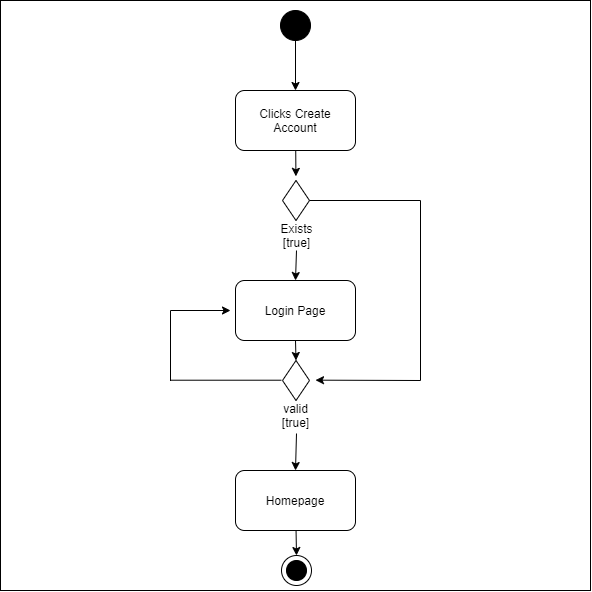 Clicks Create
Account
Exists
[true]
Login Page
valid
[true]
Homepage